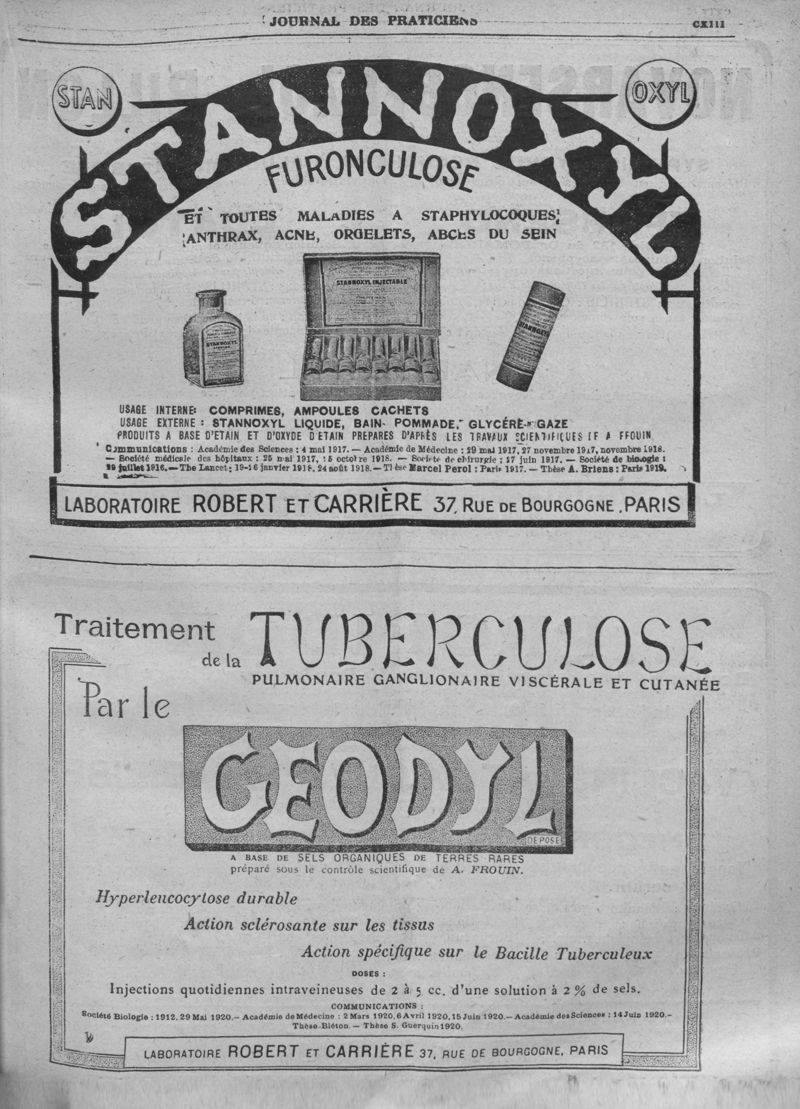 JOURNAL DES PRATICIENS
CXIII
STAN
OXYL
STANNOXYL
FURONCULOSE
ET TOUTES MALADIES A STAPHYLOCOQUES
ANTHRAX, ACNE, ORGELETS, ABCES DU SEIN
STANNOXYL INJECTABLE
STANNOXYL
STANNOXYL
USAGE INTERNE: COMPRIMES, AMPOULES CACHETS
USAGE EXTERNE : STANNOXYL LIQUIDE, BAIN- POMMADE, GLYCÉRÉ- GAZE
PRODUITS A BASE D'ETAIN ET D'OXYDE D'ETAIN PREPARES D'APRÈS LES TRAVAUX SCIENTIFIQUES
Communications : Académie des Sciences : 4 mai 1917. — Académie de Médecine : 29 mai 1917, 27 novembre 1917, novembre 1918.
— Société médicale des hôpitaux : 25 mai 1917, 15 octobre 1918. — Société de chirurgie : 17 juin 1917. — Société de biologie :
29 juillet 1916. — The Lancet ; 19-16 janvier 1918, 24 août 1918. — Thèse Marcel Perol : Paris 1917. — Thèse A. Briens : Paris 1919.
LABORATOIRE ROBERT ET CARRIÈRE 37, RUE DE BOURGOGNE, PARIS
Traitement
de la TUBERCULOSE
PULMONAIRE GANGLIONAIRE VISCÉRALE ET CUTANÉE
Par le
GEODYL
DEPOSÉ
A BASE DE SELS ORGANIQUES DE TERRES RARES
préparé sous le contrôle scientifique de A. FROUIN.
Hyperleucocytose durable
Action sclérosante sur les tissus
Action spécifique sur le Bacille Tuberculeux
DOSES :
Injections quotidiennes intraveineuses de 2 à 5 cc. d'une solution à 2 % de sels.
COMMUNICATIONS :
Société Biologie : 1912, 29 Mai 1920.— Académie de Médecine : 2 Mars 1920, 6 Avril 1920, 15 Juin 1920.— Académie des Sciences : 14 Juin 1920.—
Thèse Bléton. — Thèse S. Guerquin 1920.
LABORATOIRE ROBERT ET CARRIÈRE 37, RUE DE BOURGOGNE, PARIS